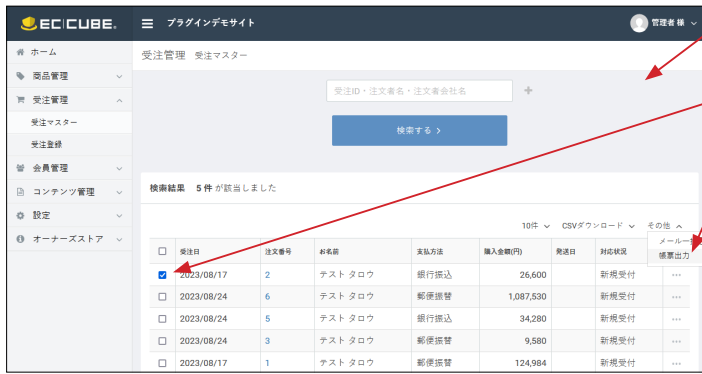 EC CUBE.
プラグインデモサイト
管理者 様
ホーム
商品管理
受注管理
受注マスター
受注登録
会員管理
コンテンツ管理
設定
オーナーズストア
受注管理 受注マスター
受注ID・注文者名・注文者会社名
検索する
検索結果 5 件 が該当しました
10件 CSVダウンロード その他
メール一
帳票出力
受注日 注文番号 お名前 支払方法 購入金額(円) 発送日 対応状況
2023/08/17 2 テスト タロウ 銀行振込 26,600 新規受付 ...
2023/08/24 6 テスト タロウ 郵便振替 1,087,530 新規受付 ...
2023/08/24 5 テスト タロウ 銀行振込 34,280 新規受付 ...
2023/08/24 3 テスト タロウ 郵便振替 9,580 新規受付 ...
2023/08/17 1 テスト タロウ 郵便振替 124,984 新規受付 ...